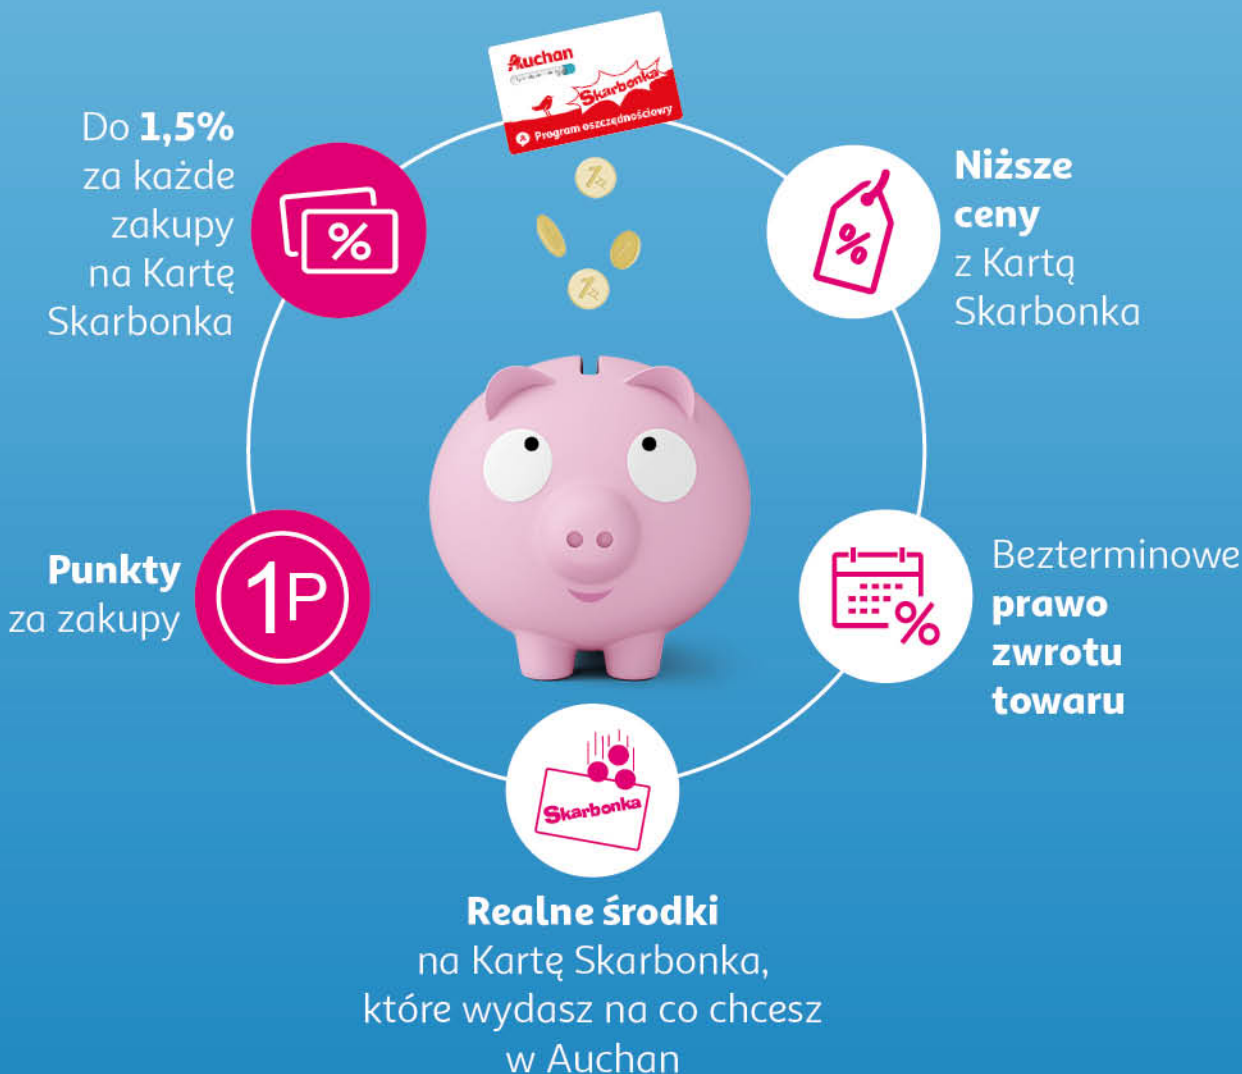 Auchan
Skarbonka
Program oszczędnościowy
Do 1,5%
za każde
zakupy
na Kartę
Skarbonka
%
Niższe
ceny
z Kartą
Skarbonka
%
Punkty
za zakupy
1P
Bezterminowe
prawo
zwrotu
towaru
%
Skarbonka
Realne środki
na Kartę Skarbonka,
które wydasz na co chcesz
w Auchan